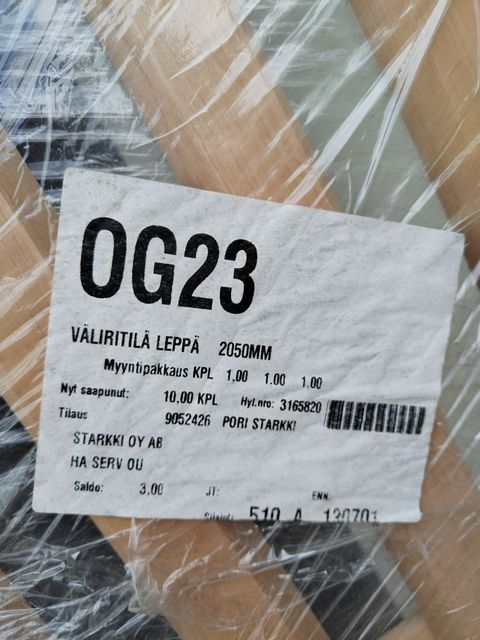 OG23
VÄLIRITILÄ LEPPÄ 2050MM
Myyntipakkaus KPL 1.00 1.00 1.00
Nyt saapunut: 10,00 KPL Hyl.nro: 3165820
Tilaus 9052426 PORI STARKKI
STARKKI OY AB
HA SERV OU
Saldo: 3,00 JT: ENN.
510 A